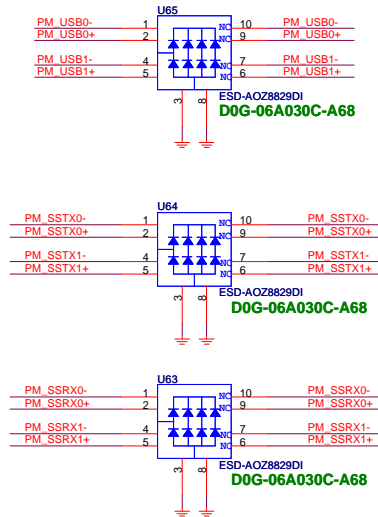 U65
PM_USB0- 1 NC 10 PM_USB0-
PM_USB0+ 2 NC 9 PM_USB0+
PM_USB1- 4 NC 7 PM_USB1-
PM_USB1+ 5 NC 6 PM_USB1+
3 8
ESD-AOZ8829DI
D0G-06A030C-A68
U64
PM_SSTX0- 1 NC 10 PM_SSTX0-
PM_SSTX0+ 2 NC 9 PM_SSTX0+
PM_SSTX1- 4 NC 7 PM_SSTX1-
PM_SSTX1+ 5 NC 6 PM_SSTX1+
3 8
ESD-AOZ8829DI
D0G-06A030C-A68
U63
PM_SSRX0- 1 NC 10 PM_SSRX0-
PM_SSRX0+ 2 NC 9 PM_SSRX0+
PM_SSRX1- 4 NC 7 PM_SSRX1-
PM_SSRX1+ 5 NC 6 PM_SSRX1+
3 8
ESD-AOZ8829DI
D0G-06A030C-A68